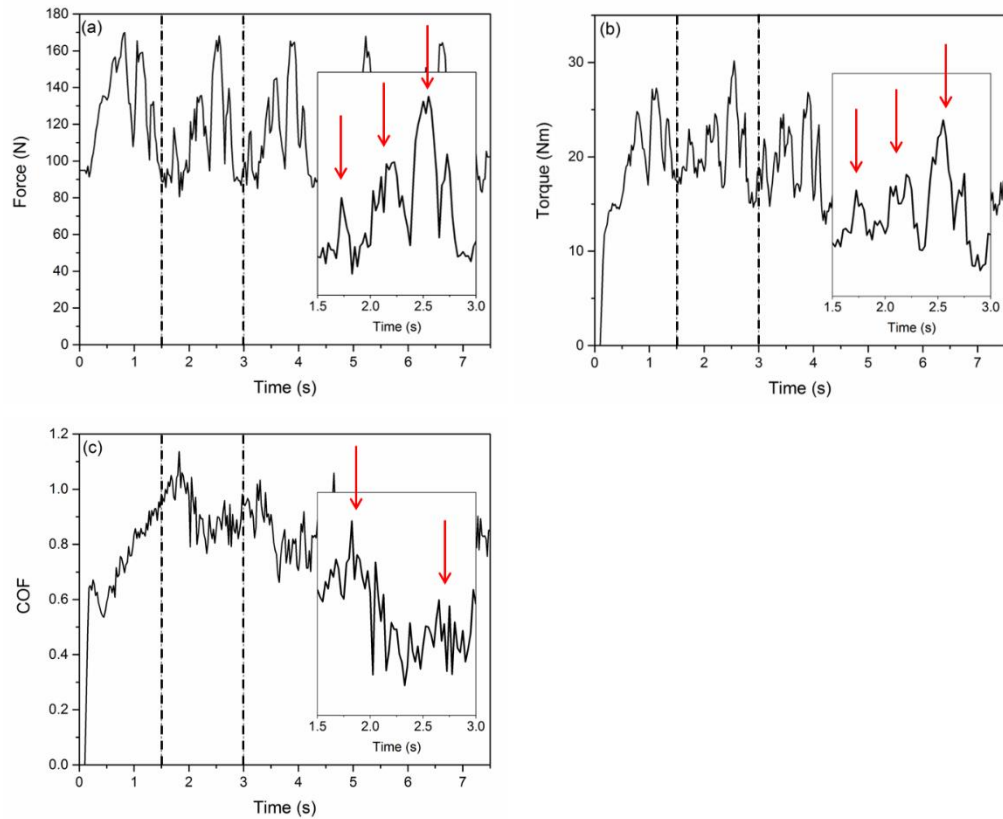 (a)
Force (N)
180
160
140
120
100
80
60
40
20
0
1.5 2.0 2.5 3.0
Time (s)
0 1 2 3 4 5 6 7
Time (s)
(b)
Torque (Nm)
30
20
10
0
1.5 2.0 2.5 3.0
Time (s)
0 1 2 3 4 5 6 7
Time (s)
(c)
COF
1.2
1.0
0.8
0.6
0.4
0.2
0.0
1.5 2.0 2.5 3.0
Time (s)
0 1 2 3 4 5 6 7
Time (s)